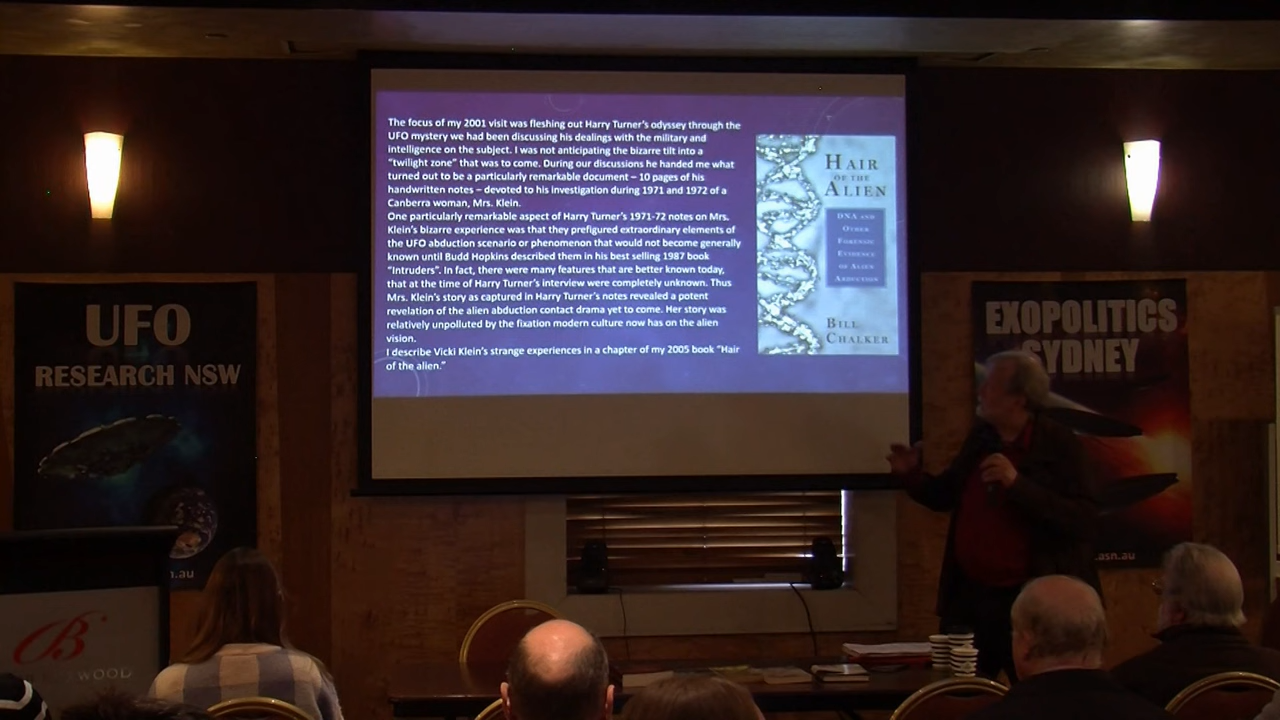 The focus of my 2001 visit was fleshing out Harry Turner's odyssey through the
UFO mystery we had been discussing his dealings with the military and
intelligence on the subject. I was not anticipating the bizarre tilt into a
"twilight zone" that was to come. During our discussions he handed me what
turned out to be a particularly remarkable document – 10 pages of his
handwritten notes – devoted to his investigation during 1971 and 1972 of a
Canberra woman, Mrs. Klein.
One particularly remarkable aspect of Harry Turner's 1971-72 notes on Mrs.
Klein's bizarre experience was that they prefigured extraordinary elements of
the UFO abduction scenario or phenomenon that would not become generally
known until Budd Hopkins described them in his best selling 1987 book
"Intruders". In fact, there were many features that are better known today,
that at the time of Harry Turner's interview were completely unknown. Thus
Mrs. Klein's story as captured in Harry Turner's notes revealed a potent
revelation of the alien abduction contact drama yet to come. Her story was
relatively unpolluted by the fixation modern culture now has on the alien
vision.
I describe Vicki Klein's strange experiences in a chapter of my 2005 book "Hair
of the alien."
HAIR
OF THE
ALIEN
DNA AND
OTHER
FORENSIC
EVIDENCE
OF ALIEN
ABDUCTION
BILL
CHALKER
UFO
RESEARCH NSW
n.au
EXOPOLITICS
SYDNEY
.asn.au
B
WOOD